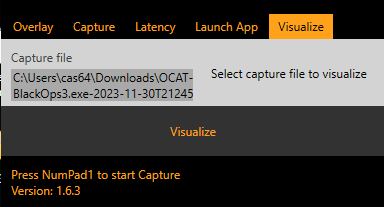 Overlay Capture Latency Launch App Visualize
Capture file
C:\Users\cas64\Downloads\OCAT-
BlackOps3.exe-2023-11-30T21245
Select capture file to visualize
Visualize
Press NumPad1 to start Capture
Version: 1.6.3